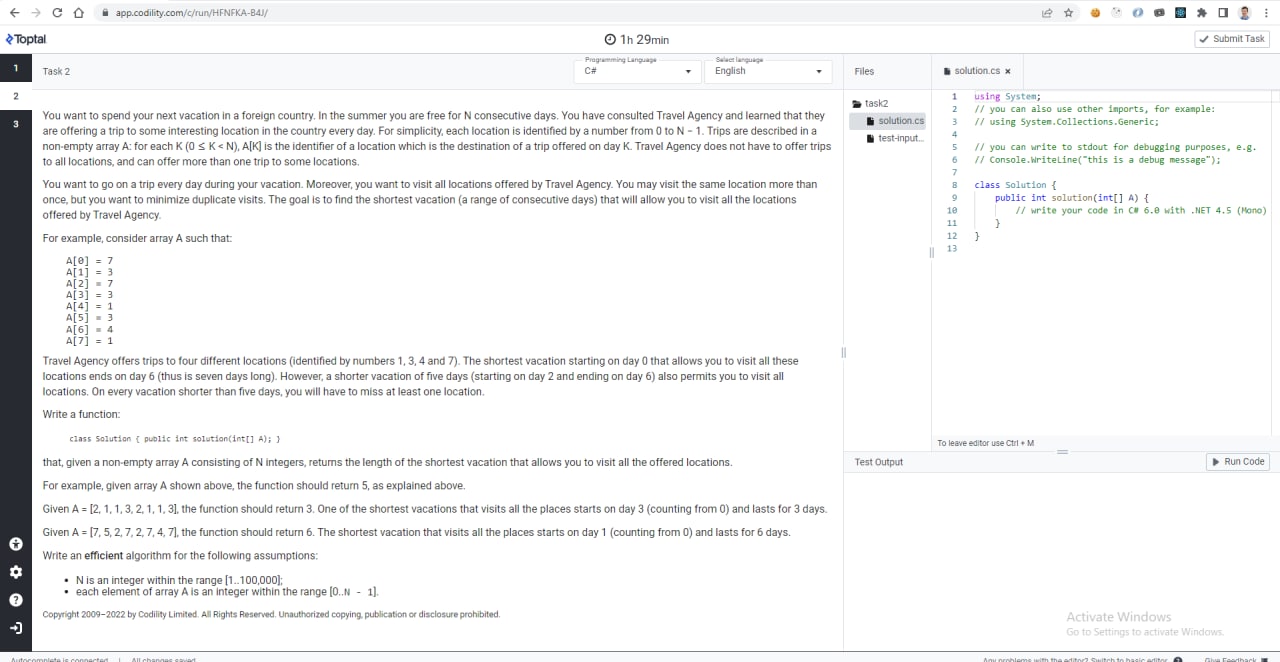 app.codility.com/c/run/HFNFKA-B4J/
Toptal
1h 29min
Submit Task
1
2
3
Task 2
Programming Language
C#
Select language
English
You want to spend your next vacation in a foreign country. In the summer you are free for N consecutive days. You have consulted Travel Agency and learned that they
are offering a trip to some interesting location in the country every day. For simplicity, each location is identified by a number from 0 to N − 1. Trips are described in a
non-empty array A: for each K (0 ≤ K < N), A[K] is the identifier of a location which is the destination of a trip offered on day K. Travel Agency does not have to offer trips
to all locations, and can offer more than one trip to some locations.
You want to go on a trip every day during your vacation. Moreover, you want to visit all locations offered by Travel Agency. You may visit the same location more than
once, but you want to minimize duplicate visits. The goal is to find the shortest vacation (a range of consecutive days) that will allow you to visit all the locations
offered by Travel Agency.
For example, consider array A such that:
A[0] = 7
A[1] = 3
A[2] = 7
A[3] = 3
A[4] = 1
A[5] = 3
A[6] = 4
A[7] = 1
Travel Agency offers trips to four different locations (identified by numbers 1, 3, 4 and 7). The shortest vacation starting on day 0 that allows you to visit all these
locations ends on day 6 (thus is seven days long). However, a shorter vacation of five days (starting on day 2 and ending on day 6) also permits you to visit all
locations. On every vacation shorter than five days, you will have to miss at least one location.
Write a function:
class Solution { public int solution(int[] A); }
that, given a non-empty array A consisting of N integers, returns the length of the shortest vacation that allows you to visit all the offered locations.
For example, given array A shown above, the function should return 5, as explained above.
Given A = [2, 1, 1, 3, 2, 1, 1, 3], the function should return 3. One of the shortest vacations that visits all the places starts on day 3 (counting from 0) and lasts for 3 days.
Given A = [7, 5, 2, 7, 2, 7, 4, 7], the function should return 6. The shortest vacation that visits all the places starts on day 1 (counting from 0) and lasts for 6 days.
Write an efficient algorithm for the following assumptions:
• N is an integer within the range [1..100,000];
• each element of array A is an integer within the range [0..N - 1].
Copyright 2009–2022 by Codility Limited. All Rights Reserved. Unauthorized copying, publication or disclosure prohibited.
Files
task2
solution.cs
test-input...
solution.cs ×
1 using System;
2 // you can also use other imports, for example:
3 // using System.Collections.Generic;
4
5 // you can write to stdout for debugging purposes, e.g.
6 // Console.WriteLine("this is a debug message");
7
8 class Solution {
9 public int solution(int[] A) {
10 // write your code in C# 6.0 with .NET 4.5 (Mono)
11 }
12 }
13
To leave editor use Ctrl + M
Test Output
Run Code
Activate Windows
Go to Settings to activate Windows.
Autocomplete is connected | All changes saved
Any problems with the editor? Switch to basic editor ? Give Feedback